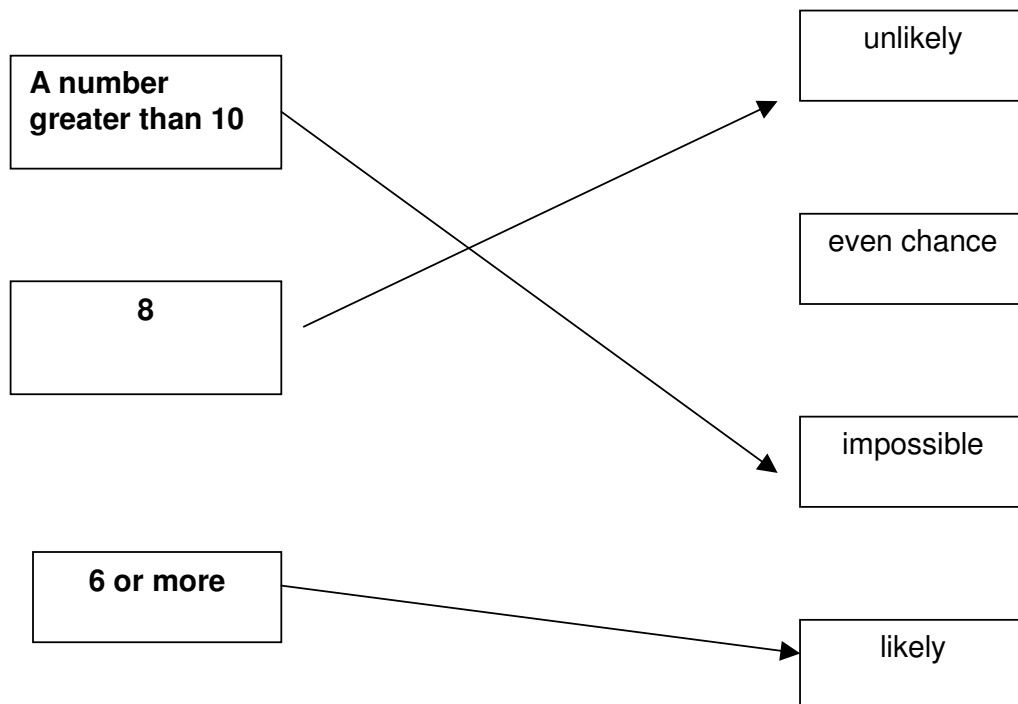 unlikely
A number
greater than 10
even chance
8
impossible
6 or more
likely